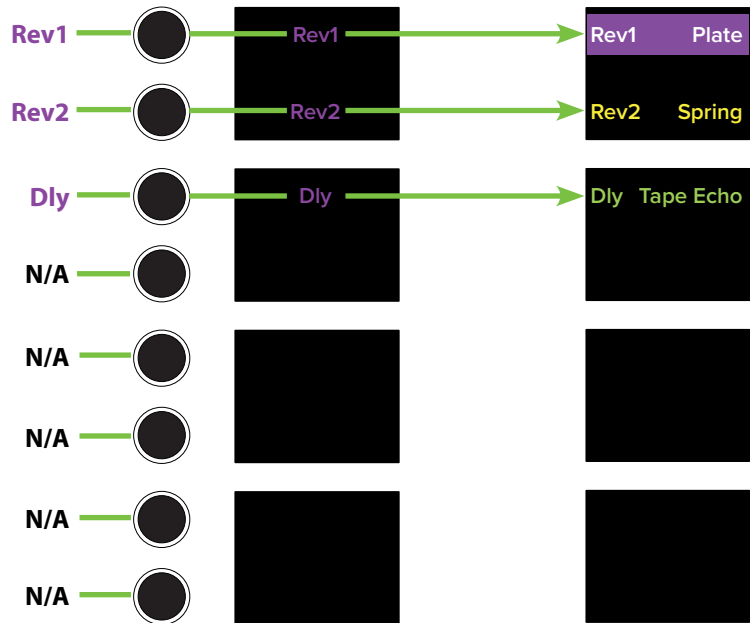 Rev1 Rev1 Rev1 Plate
Rev2 Rev2 Rev2 Spring
Dly Dly Dly Tape Echo
N/A
N/A
N/A
N/A
N/A